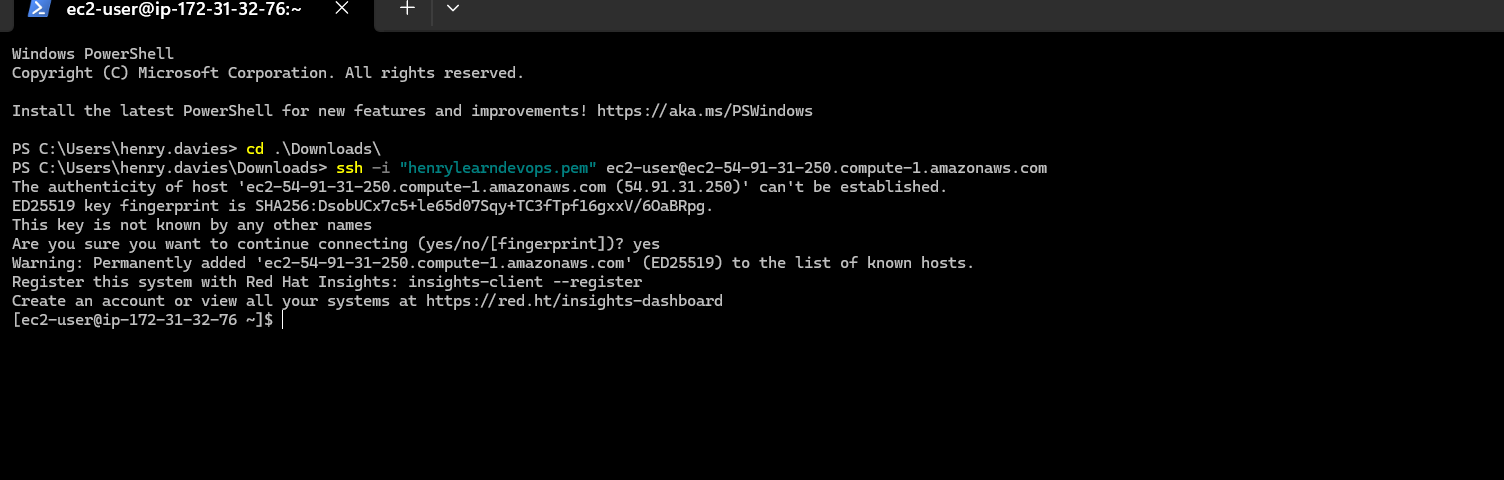 ec2-user@ip-172-31-32-76:~
Windows PowerShell
Copyright (C) Microsoft Corporation. All rights reserved.
Install the latest PowerShell for new features and improvements! https://aka.ms/PSWindows
PS C:\Users\henry.davies> cd .\Downloads\
PS C:\Users\henry.davies\Downloads> ssh -i "henrylearndevops.pem" ec2-user@ec2-54-91-31-250.compute-1.amazonaws.com
The authenticity of host 'ec2-54-91-31-250.compute-1.amazonaws.com (54.91.31.250)' can't be established.
ED25519 key fingerprint is SHA256:DsobUCx7c5+le65d07Sqy+TC3fTpf16gxxV/6OaBRpg.
This key is not known by any other names
Are you sure you want to continue connecting (yes/no/[fingerprint])? yes
Warning: Permanently added 'ec2-54-91-31-250.compute-1.amazonaws.com' (ED25519) to the list of known hosts.
Register this system with Red Hat Insights: insights-client --register
Create an account or view all your systems at https://red.ht/insights-dashboard
[ec2-user@ip-172-31-32-76 ~]$